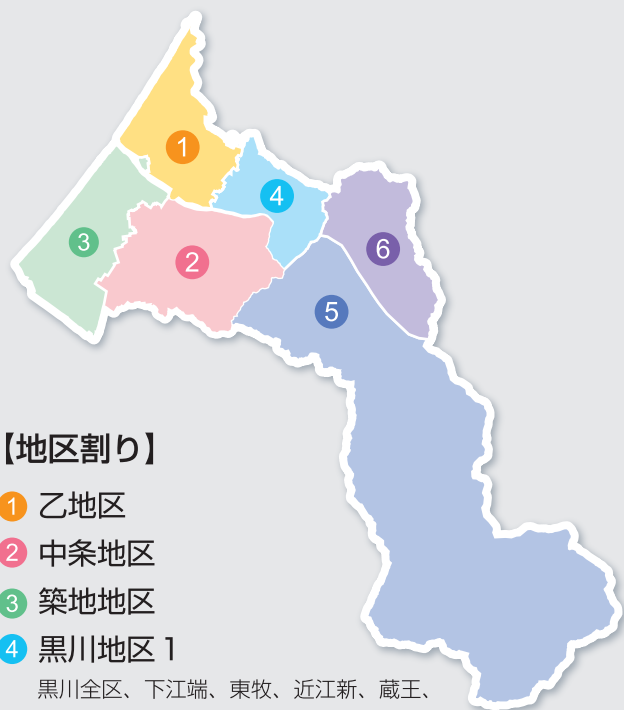 1
4
3
6
2
5
【地区割り】
1 乙地区
2 中条地区
3 築地地区
4 黒川地区1
黒川全区、下江端、東牧、近江新、蔵王、